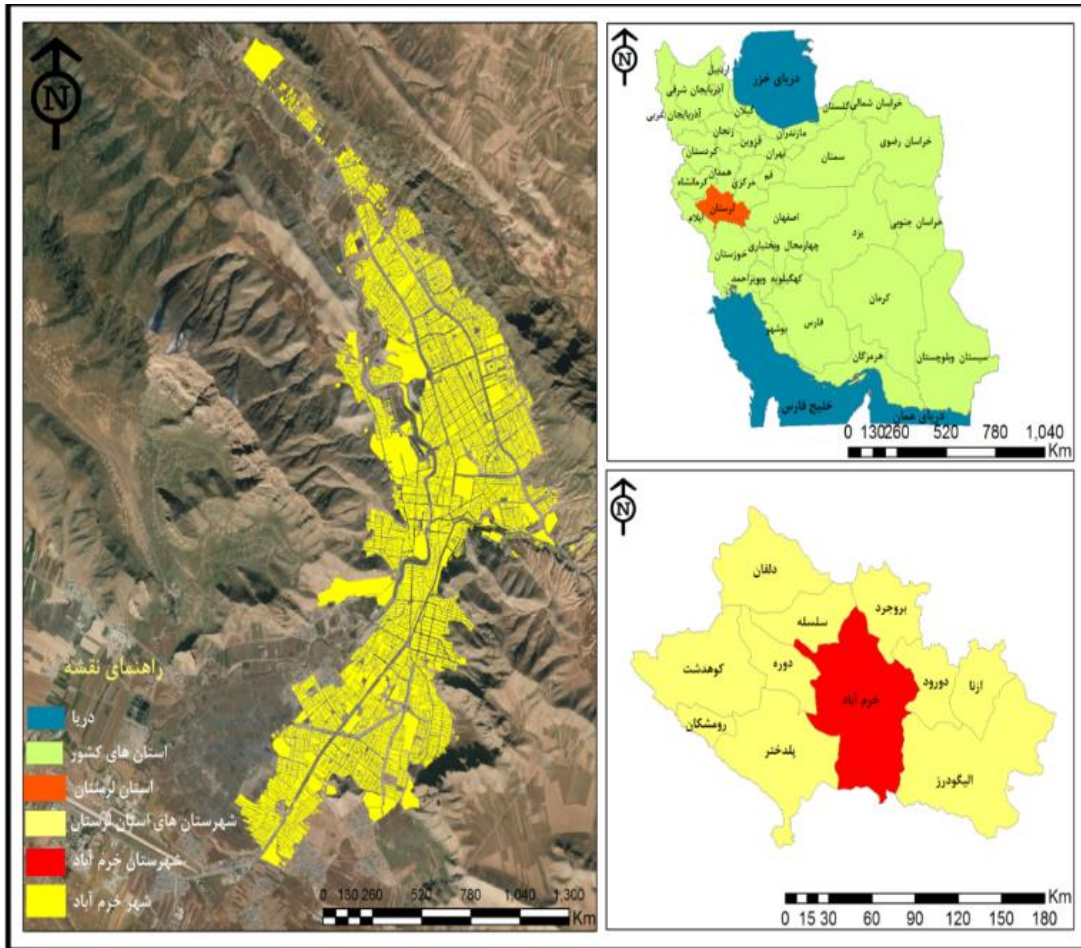 N
راهنمای نقشه
دریا
استان های کشور
استان لرستان
شهرستان های استان لرستان
شهرستان خرم آباد
شهر خرم آباد
0 130 260 520 780 1,040 1,300
Km
N
دریای خزر
اردبیل
آذربایجان شرقی
آذربایجان غربی
گیلان
زنجان
قزوین
مازندران
گلستان
خراسان شمالی
خراسان رضوی
کردستان
تهران
سمنان
همدان
قم
مرکزی
کرمانشاه
لرستان
ایلام
اصفهان
یزد
خراسان جنوبی
خوزستان
چهارمحال وبختیاری
کهگیلویه وبویراحمد
کرمان
فارس
بوشهر
هرمزگان
سیستان وبلوچستان
خلیج فارس
دریای عمان
0 130260 520 780 1,040
Km
N
دلفان
بروجرد
سلسله
کوهدشت
دوره
خرم آباد
دورود
ازنا
رومشکان
پلدختر
الیگودرز
0 15 30 60 90 120 150 180
Km